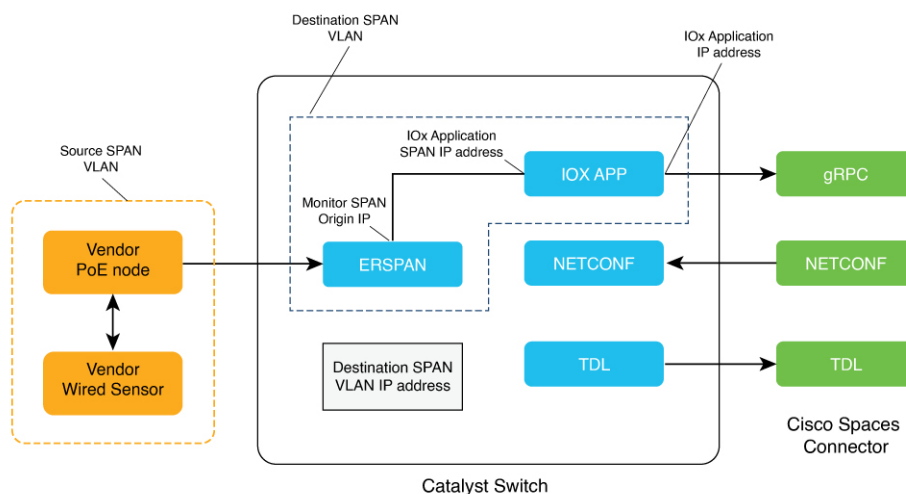 Destination SPAN
VLAN
IOx Application
IP address
Source SPAN
VLAN
IOx Application
SPAN IP address
IOX APP
gRPC
Monitor SPAN
Origin IP
Vendor
PoE node
ERSPAN
NETCONF
NETCONF
Vendor
Wired Sensor
Destination SPAN
VLAN IP address
TDL
TDL
Cisco Spaces
Connector
Catalyst Switch